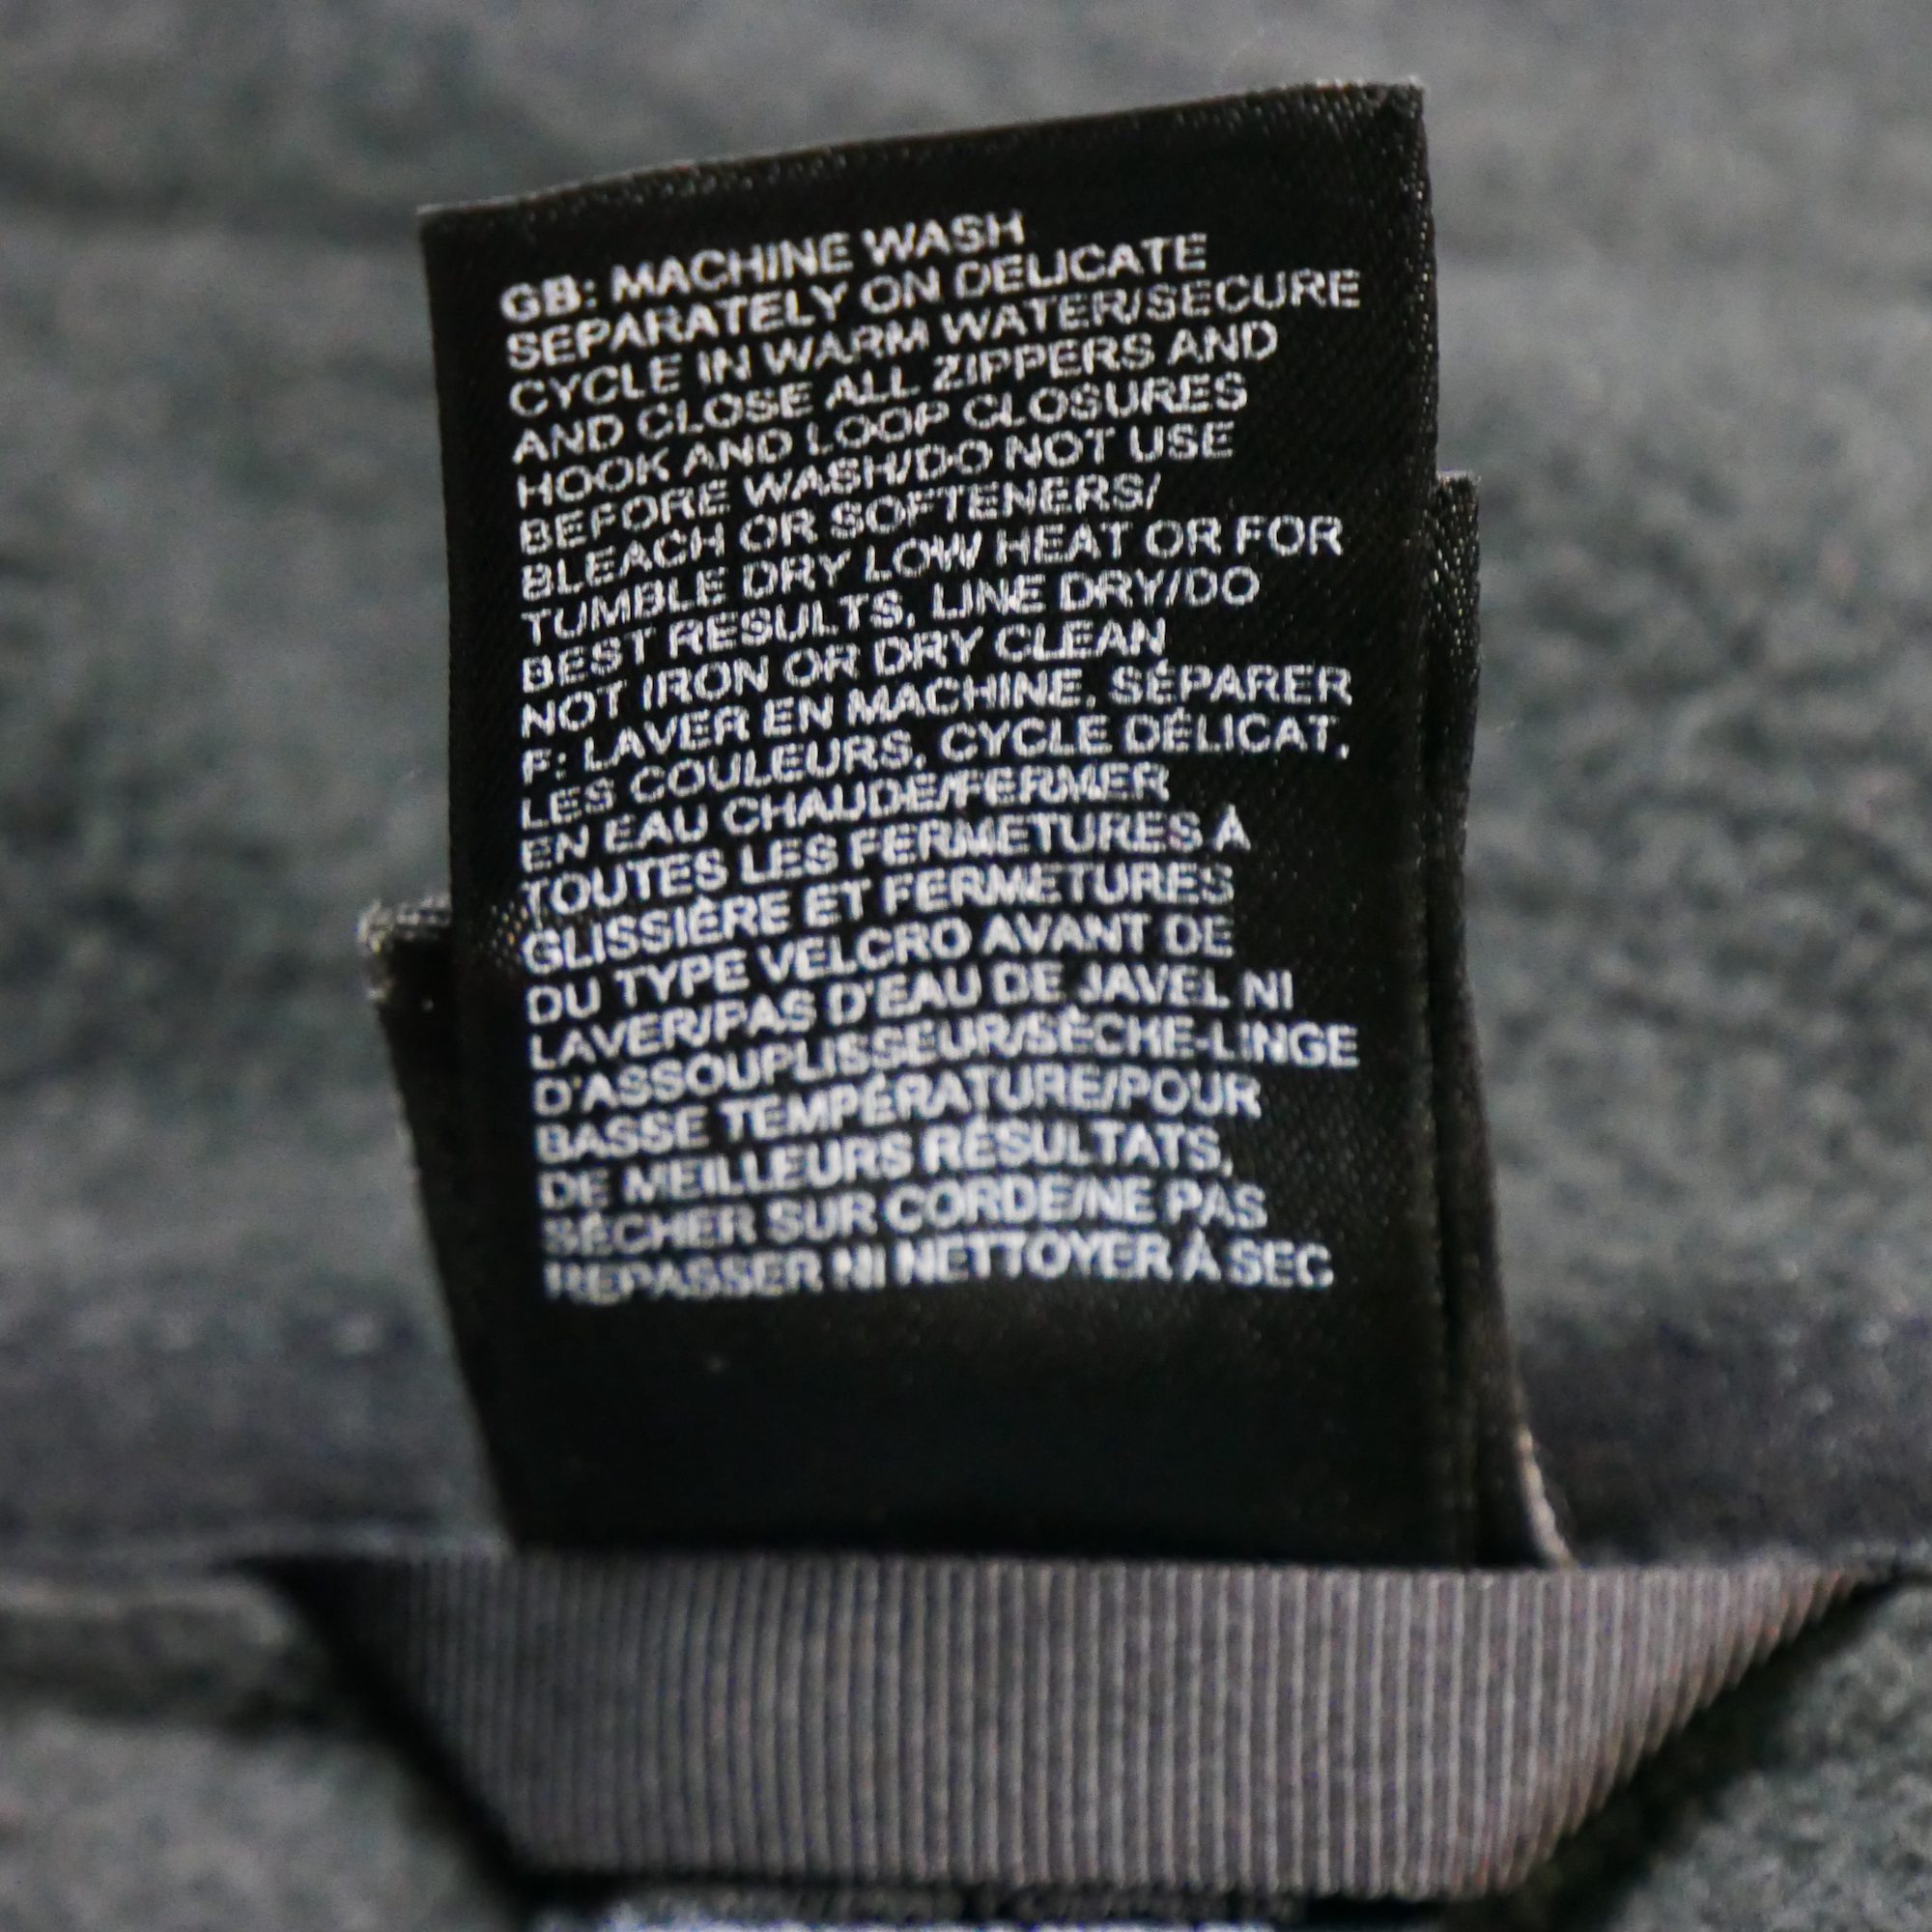 GB: MACHINE WASH
SEPARATELY ON DELICATE
CYCLE IN WARM WATER/SECURE
AND CLOSE ALL ZIPPERS AND
HOOK AND LOOP CLOSURES
BEFORE WASH/DO NOT USE
BLEACH OR SOFTENERS/
TUMBLE DRY LOW HEAT OR FOR
BEST RESULTS, LINE DRY/DO
NOT IRON OR DRY CLEAN
F: LAVER EN MACHINE, SÉPARER
LES COULEURS, CYCLE DÉLICAT,
EN EAU CHAUDE/FERMER
TOUTES LES FERMETURES À
GLISSIÈRE ET FERMETURES
DU TYPE VELCRO AVANT DE
LAVER/PAS D'EAU DE JAVEL NI
D'ASSOUPLISSEUR/SÈCHE-LINGE
BASSE TEMPÉRATURE/POUR
DE MEILLEURS RÉSULTATS,
SÉCHER SUR CORDE/NE PAS
REPASSER NI NETTOYER À SEC